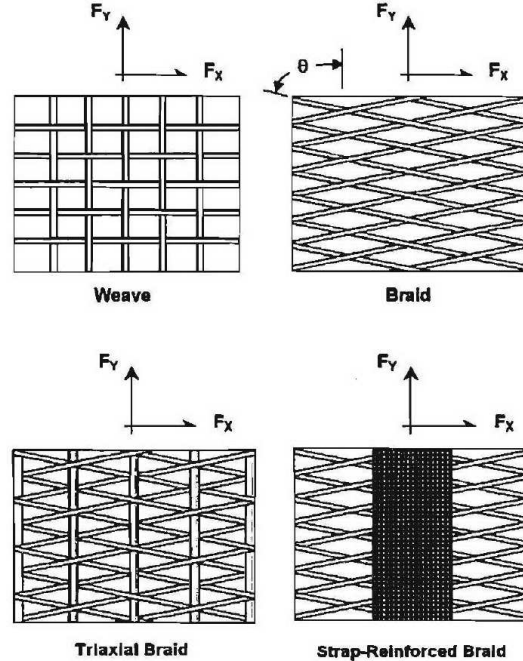 F_Y
F_X
Weave
F_Y
θ
F_X
Braid
F_Y
F_X
Triaxial Braid
F_Y
F_X
Strap-Reinforced Braid